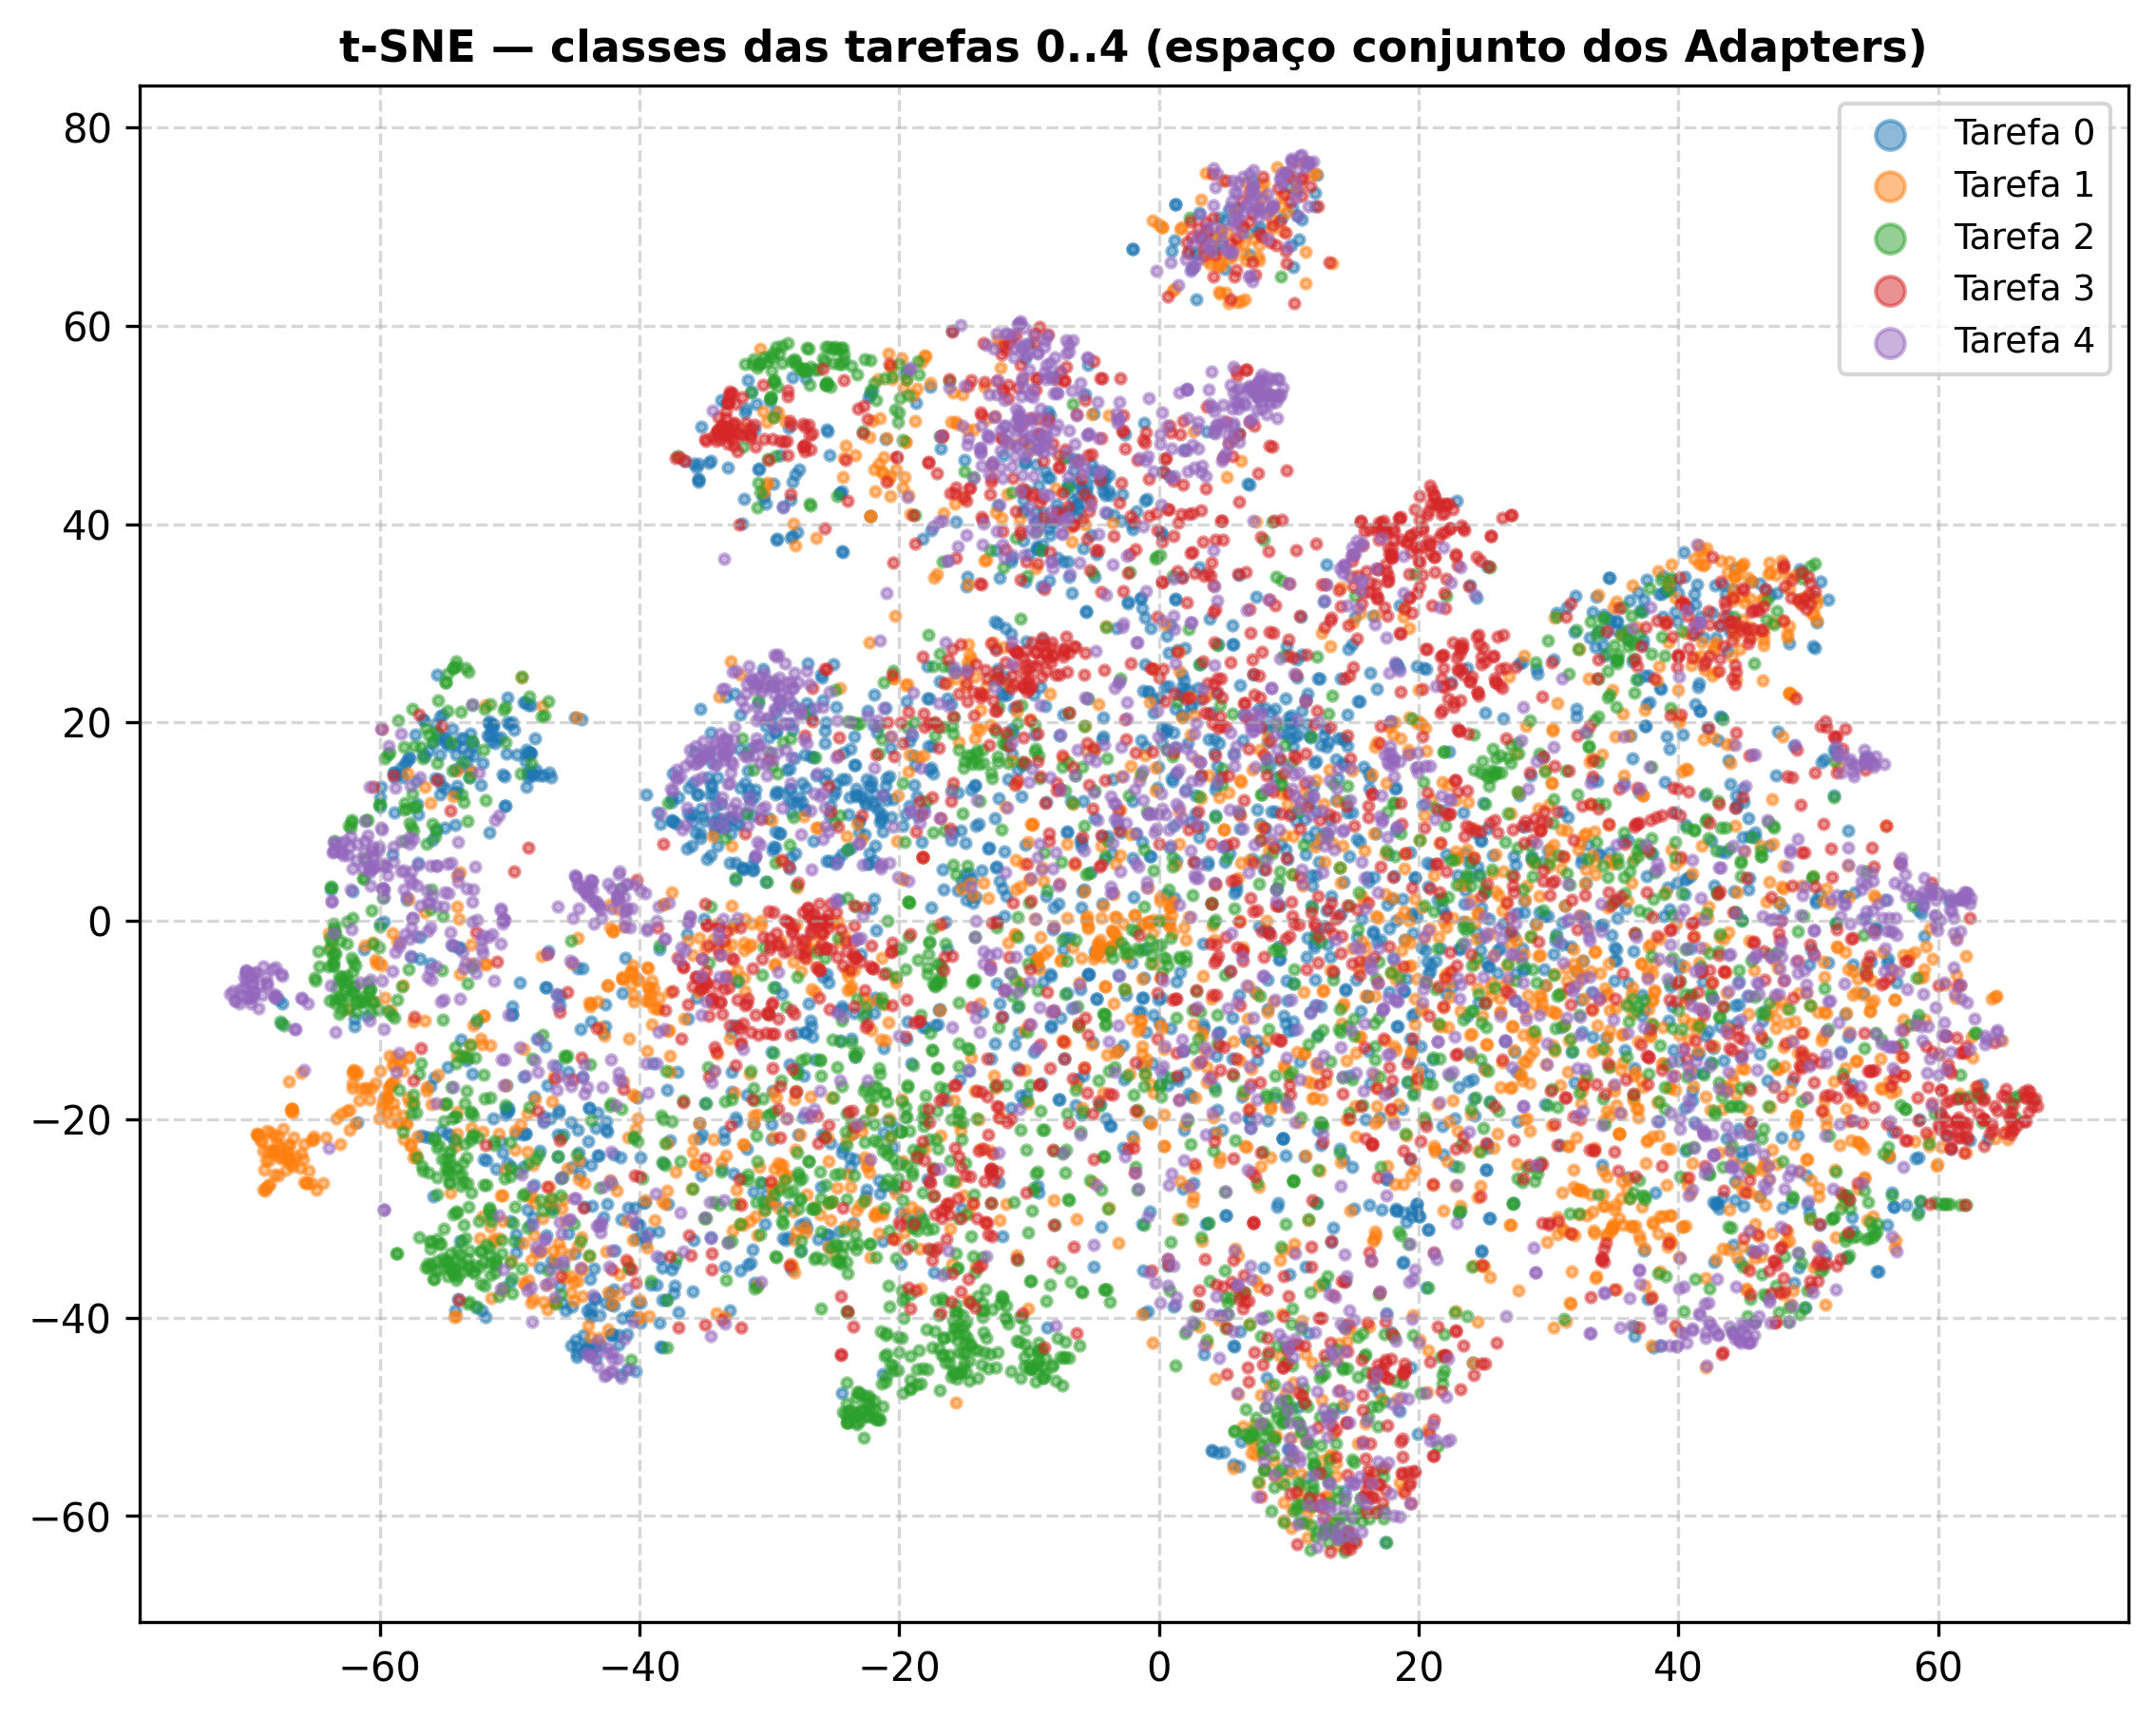 t-SNE — classes das tarefas 0..4 (espaço conjunto dos Adapters)
80
60
40
20
0
−20
−40
−60
−60
−40
−20
0
20
40
60
Tarefa 0
Tarefa 1
Tarefa 2
Tarefa 3
Tarefa 4